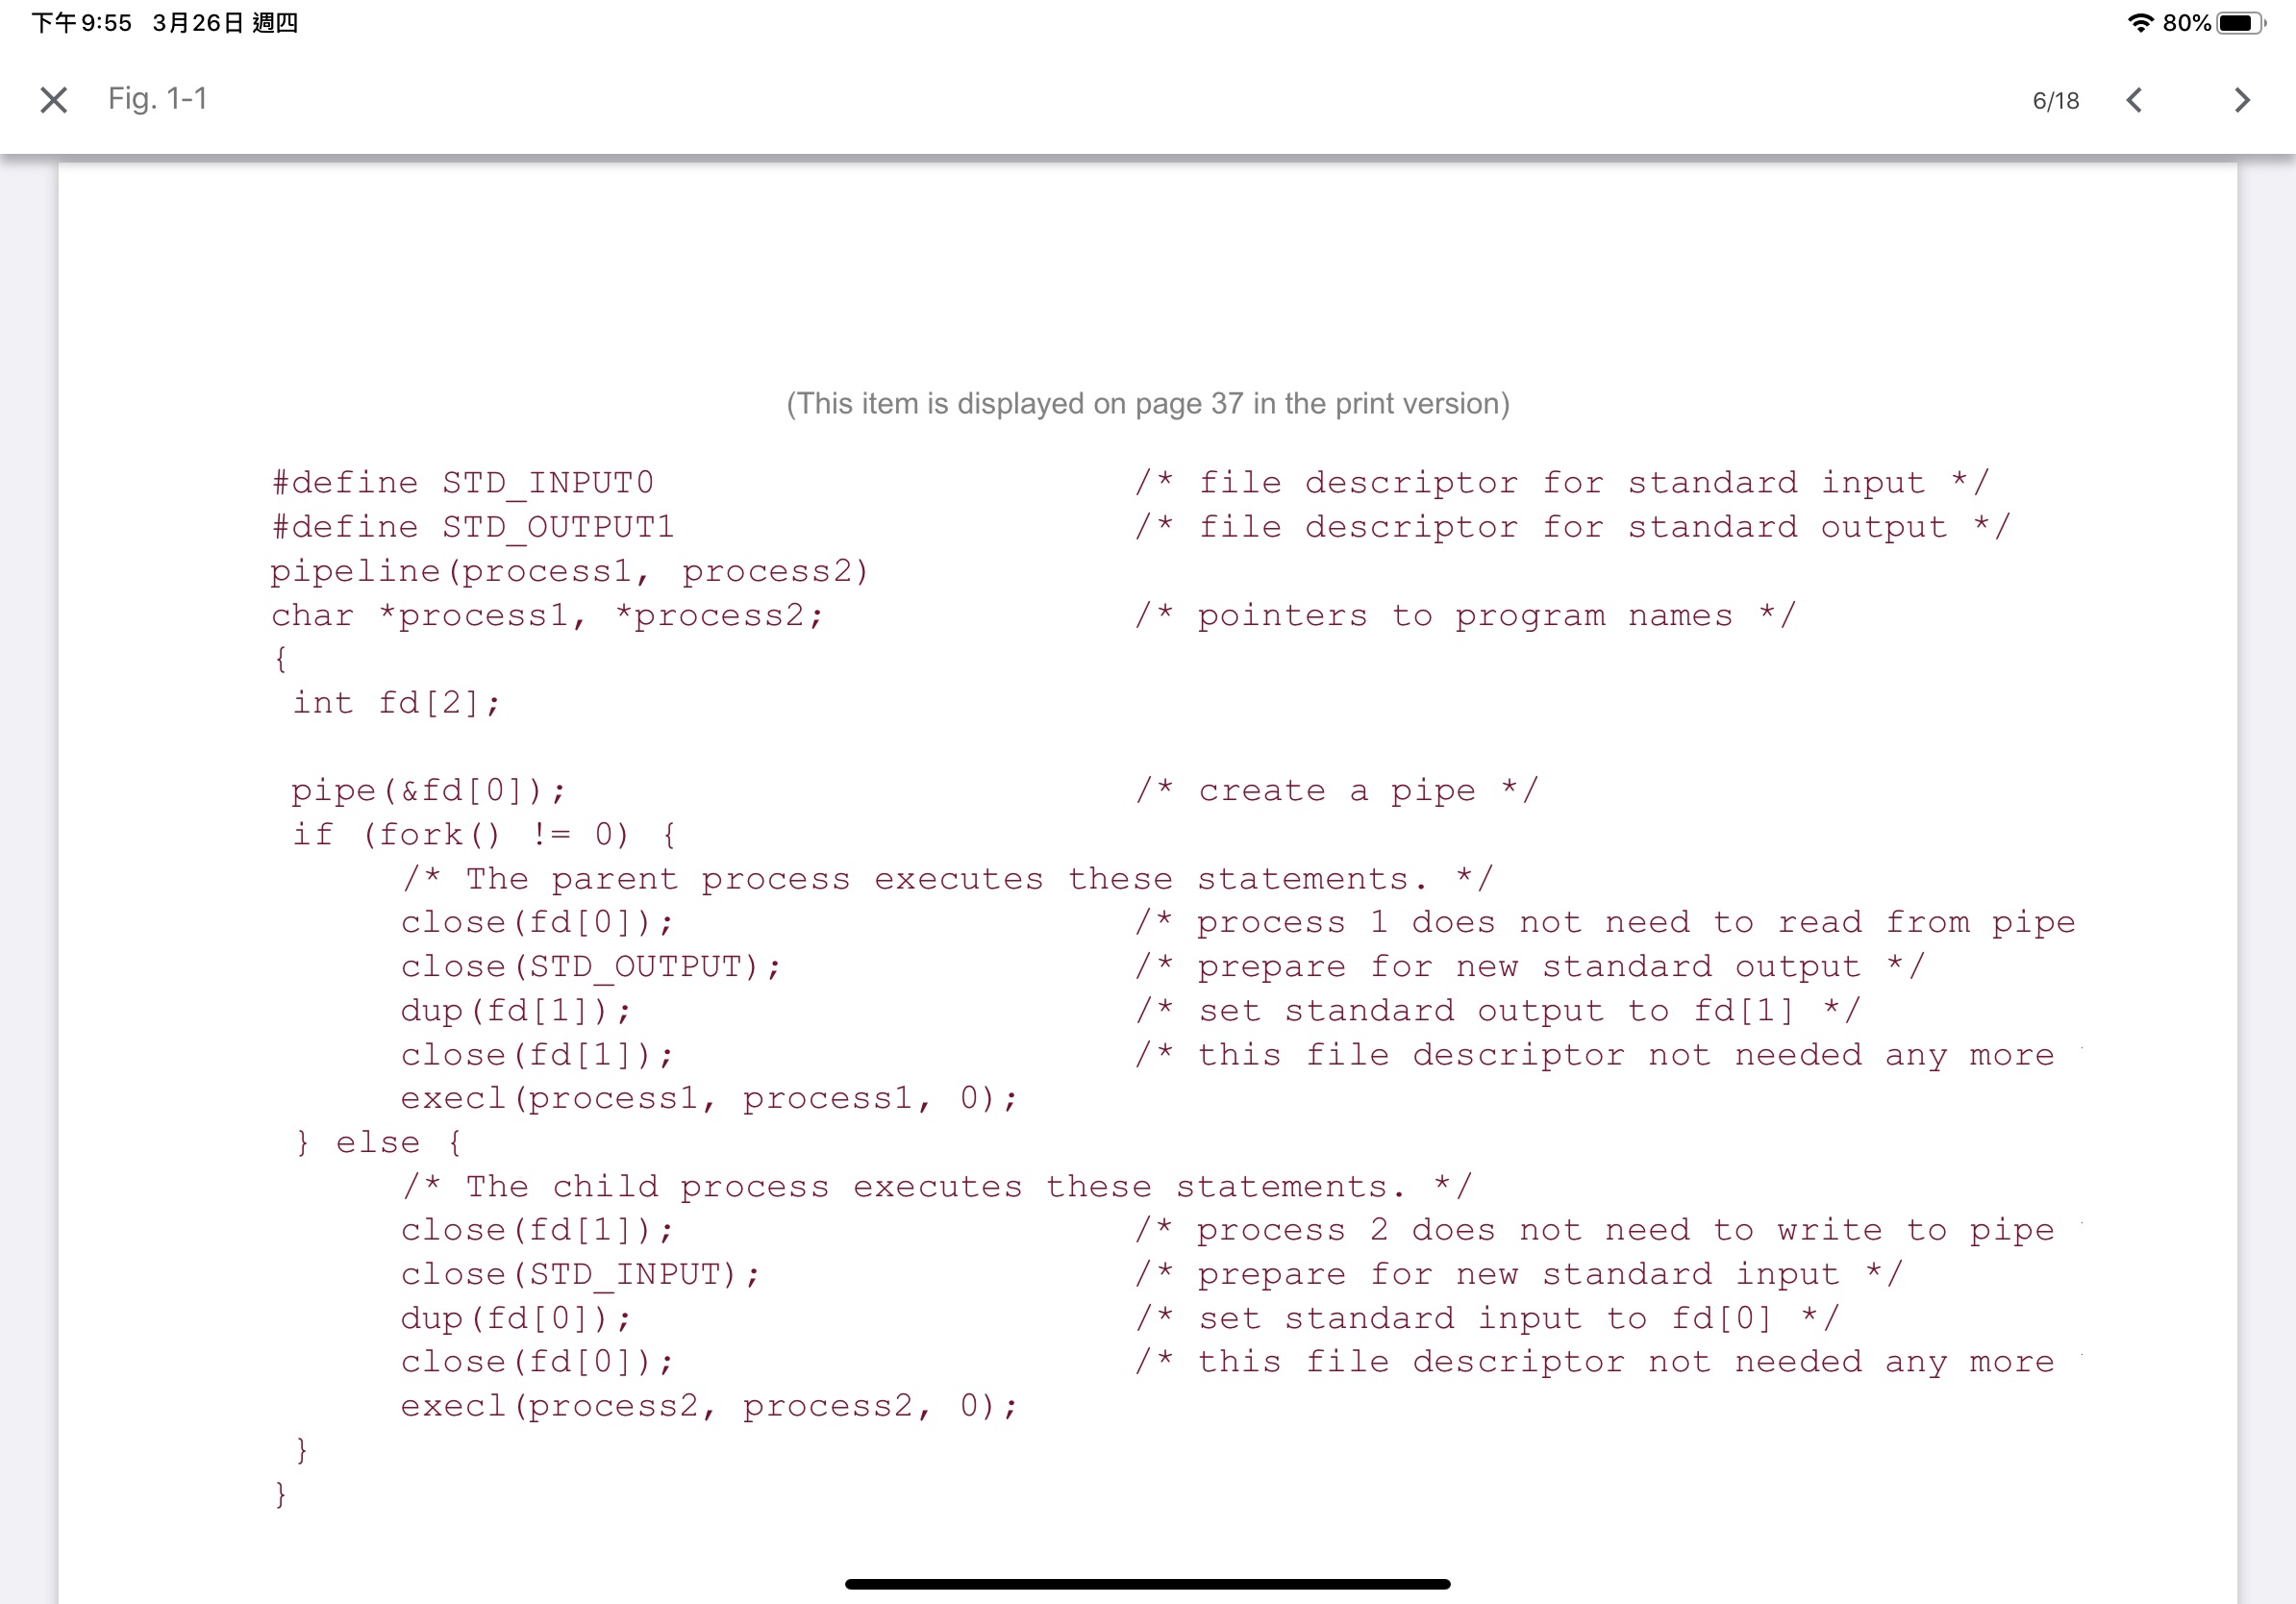 下午9:55 3月26日 週四 80%
Fig. 1-1 6/18
(This item is displayed on page 37 in the print version)
#define STD_INPUT0 /* file descriptor for standard input */
#define STD_OUTPUT1 /* file descriptor for standard output */
pipeline(process1, process2)
char *process1, *process2; /* pointers to program names */
{
int fd[2];
pipe(&fd[0]); /* create a pipe */
if (fork() != 0) {
/* The parent process executes these statements. */
close(fd[0]); /* process 1 does not need to read from pipe
close(STD_OUTPUT); /* prepare for new standard output */
dup(fd[1]); /* set standard output to fd[1] */
close(fd[1]); /* this file descriptor not needed any more
execl(process1, process1, 0);
} else {
/* The child process executes these statements. */
close(fd[1]); /* process 2 does not need to write to pipe
close(STD_INPUT); /* prepare for new standard input */
dup(fd[0]); /* set standard input to fd[0] */
close(fd[0]); /* this file descriptor not needed any more
execl(process2, process2, 0);
}
}